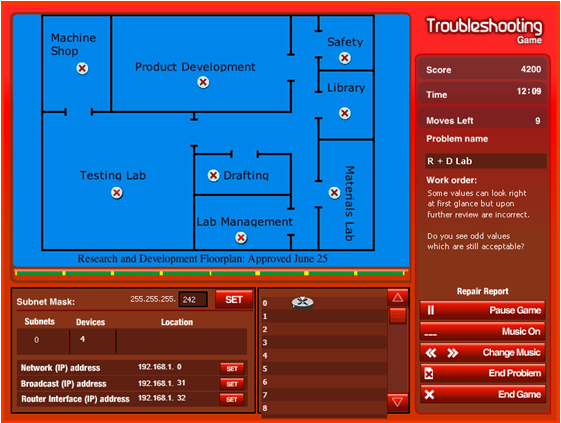 Machine
Shop
Product Development
Safety
Library
Testing Lab
Drafting
Materials Lab
Lab Management
Research and Development Floorplan: Approved June 25
Troubleshooting
Game
Score 4200
Time 12:09
Moves Left 9
Problem name
R + D Lab
Work order:
Some values can look right
at first glance but upon
further review are incorrect.
Do you see odd values
which are still acceptable?
Repair Report
Pause Game
Music On
Change Music
End Problem
End Game
Subnet Mask: 255.255.255. 242 SET
Subnets Devices Location
0 4
Network (IP) address 192.168.1. 0 SET
Broadcast (IP) address 192.168.1. 31 SET
Router Interface (IP) address 192.168.1. 32 SET
0
1
2
3
4
5
6
7
8